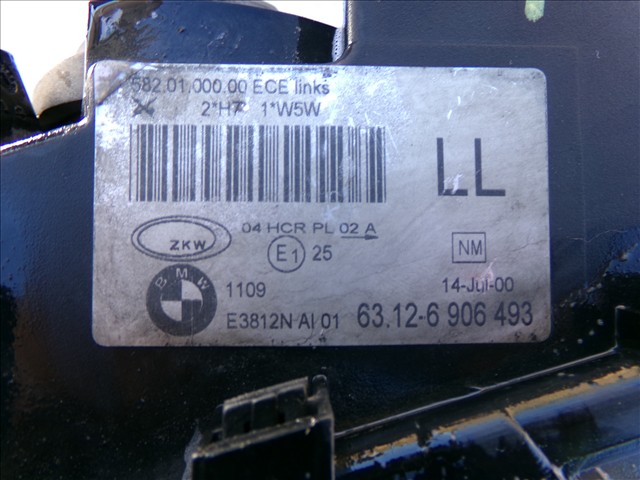 582.01.000.00 ECE links
2*H7 1*W5W
LL
04 HCR PL 02 A
ZKW
E1 25
NM
BMW
1109
14-Jul-00
E3812N AI 01 63.12-6 906 493